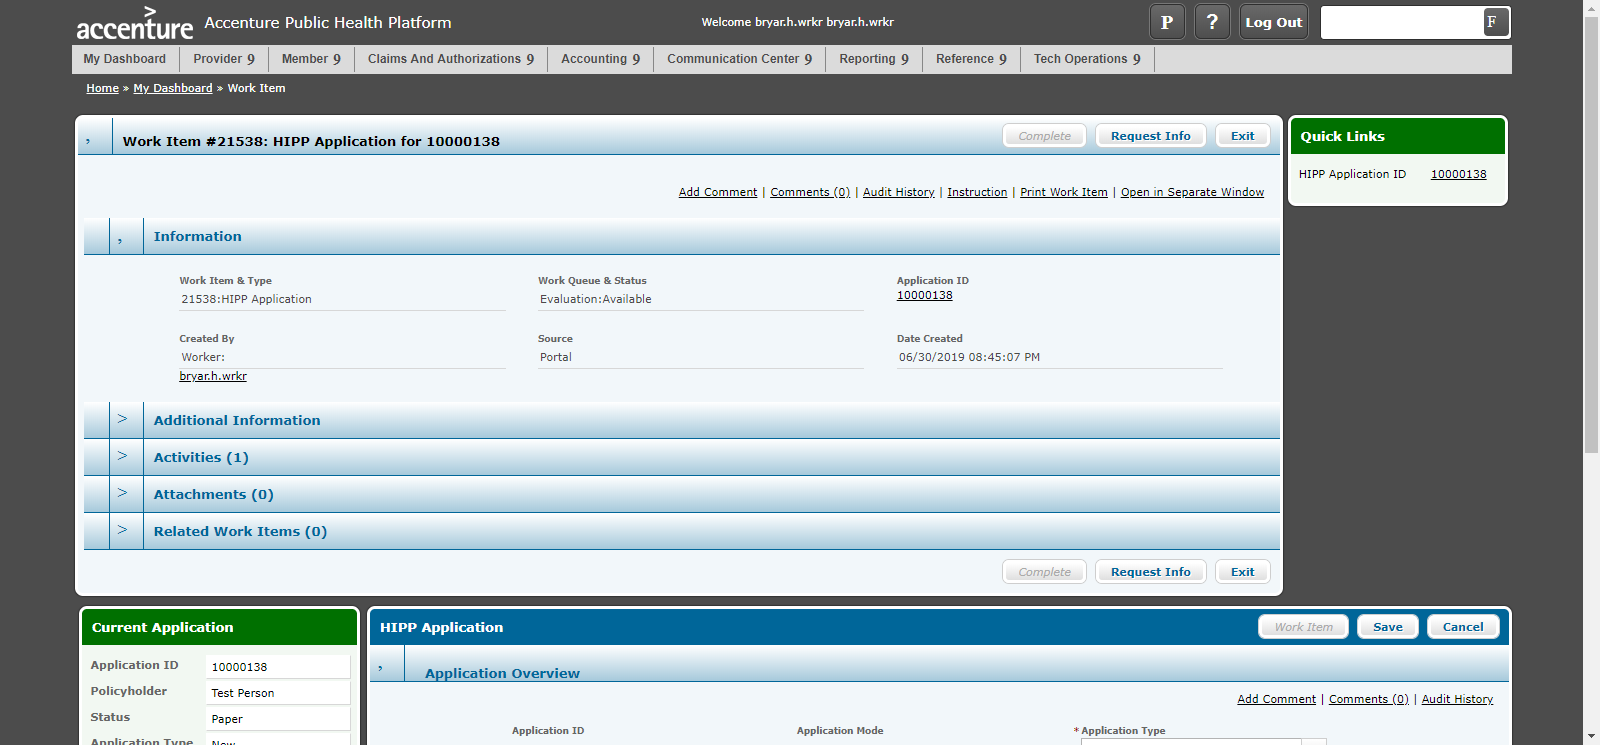 accenture Accenture Public Health Platform Welcome bryar.h.wrkr bryar.h.wrkr P ? Log Out F
My Dashboard Provider 9 Member 9 Claims And Authorizations 9 Accounting 9 Communication Center 9 Reporting 9 Reference 9 Tech Operations 9
Home » My Dashboard » Work Item
, Work Item #21538: HIPP Application for 10000138 Complete Request Info Exit
Quick Links
HIPP Application ID 10000138
Add Comment | Comments (0) | Audit History | Instruction | Print Work Item | Open in Separate Window
, Information
Work Item & Type Work Queue & Status Application ID
21538:HIPP Application Evaluation:Available 10000138
Created By Source Date Created
Worker: Portal 06/30/2019 08:45:07 PM
bryar.h.wrkr
> Additional Information
> Activities (1)
> Attachments (0)
> Related Work Items (0)
Complete Request Info Exit
Current Application
Application ID 10000138
Policyholder Test Person
Status Paper
Application Type New
HIPP Application Work Item Save Cancel
, Application Overview
Add Comment | Comments (0) | Audit History
Application ID Application Mode * Application Type